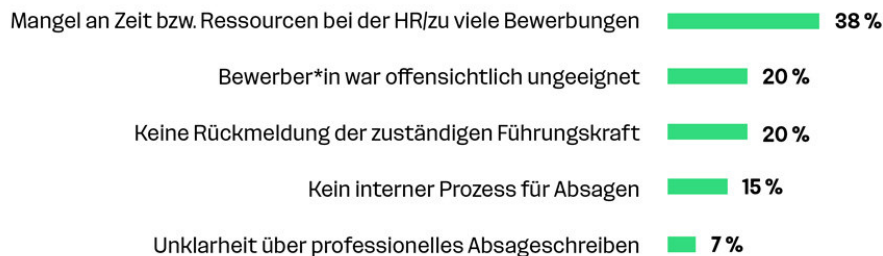 Mangel an Zeit bzw. Ressourcen bei der HR/zu viele Bewerbungen 38 %
Bewerber*in war offensichtlich ungeeignet 20 %
Keine Rückmeldung der zuständigen Führungskraft 20 %
Kein interner Prozess für Absagen 15 %
Unklarheit über professionelles Absageschreiben 7 %